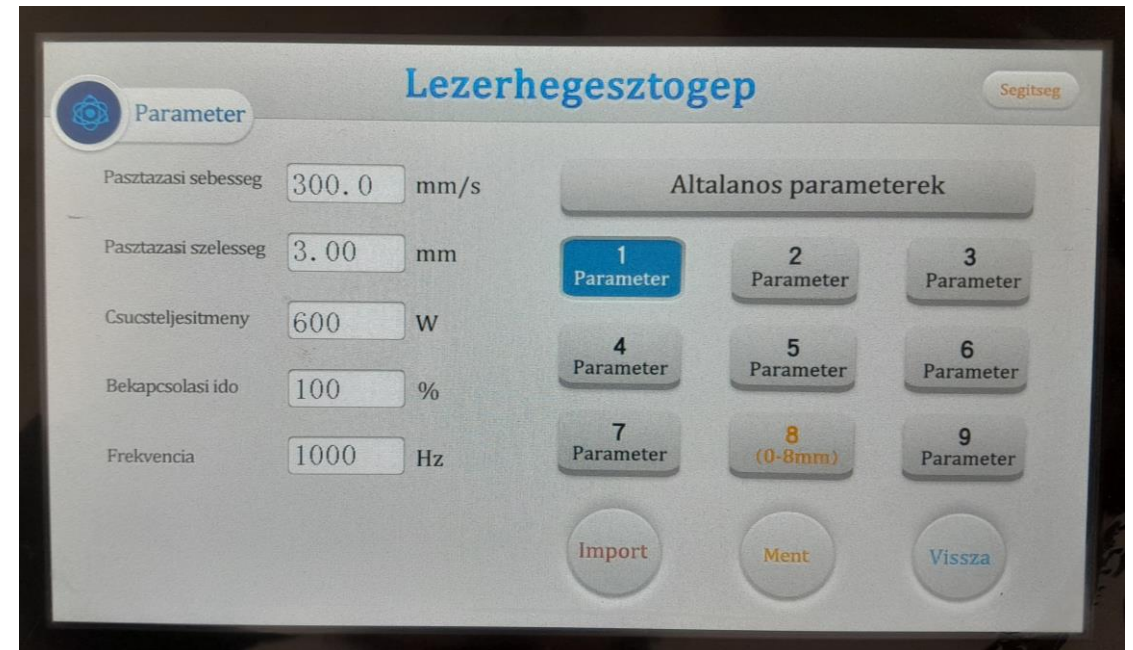 Lezerhegesztogep
Segitseg
Parameter
Pasztazasi sebesseg 300.0 mm/s
Pasztazasi szelesseg 3.00 mm
Csucsteljesitmeny 600 W
Bekapcsolasi ido 100 %
Frekvencia 1000 Hz
Altalanos parameterek
1 2 3
Parameter Parameter Parameter
4 5 6
Parameter Parameter Parameter
7 8 9
Parameter (0-8mm) Parameter
Import Ment Vissza